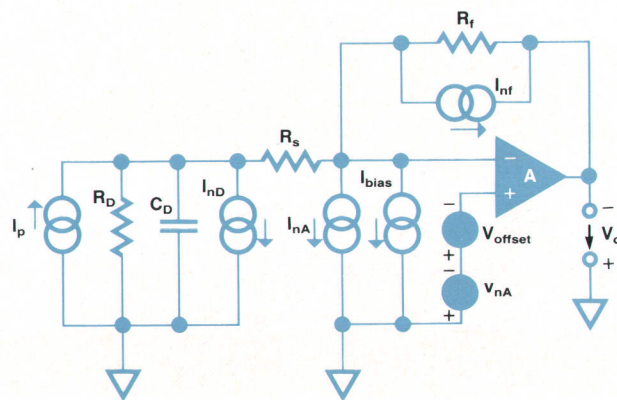 Rf
Inf
Rs
A
−
+
Ip
RD
CD
InD
InA
Ibias
−
Voffset
+
−
vnA
+
−
Vo
+